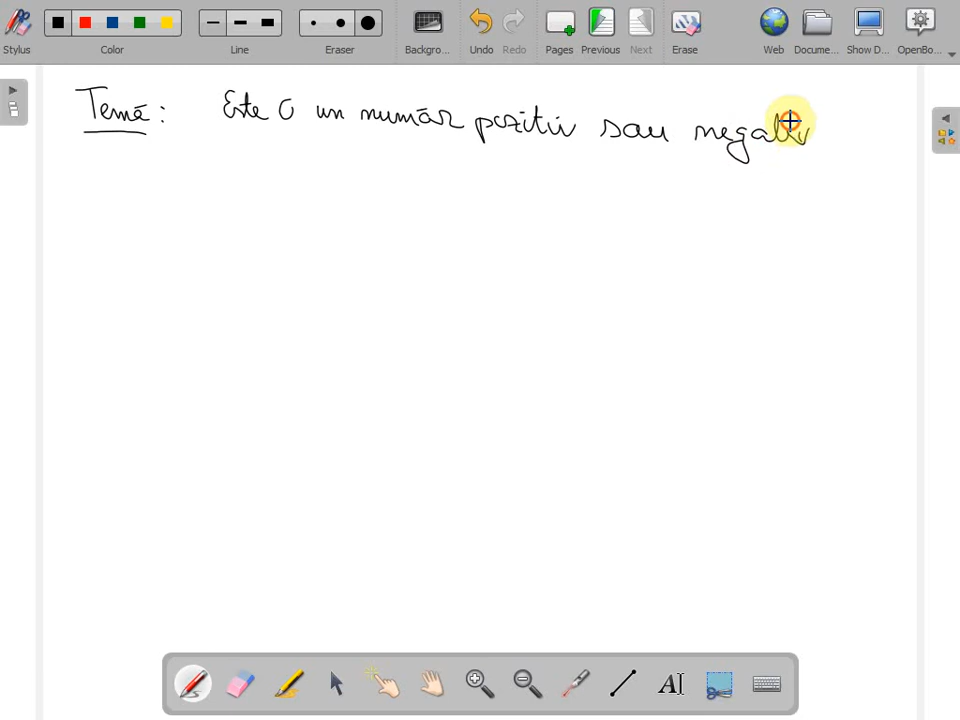 Stylus Color Line Eraser Backgro... Undo Redo Pages Previous Next Erase Web Docume... Show D... OpenBo...
Temă: Este 0 un număr pozitiv sau negativ
AI